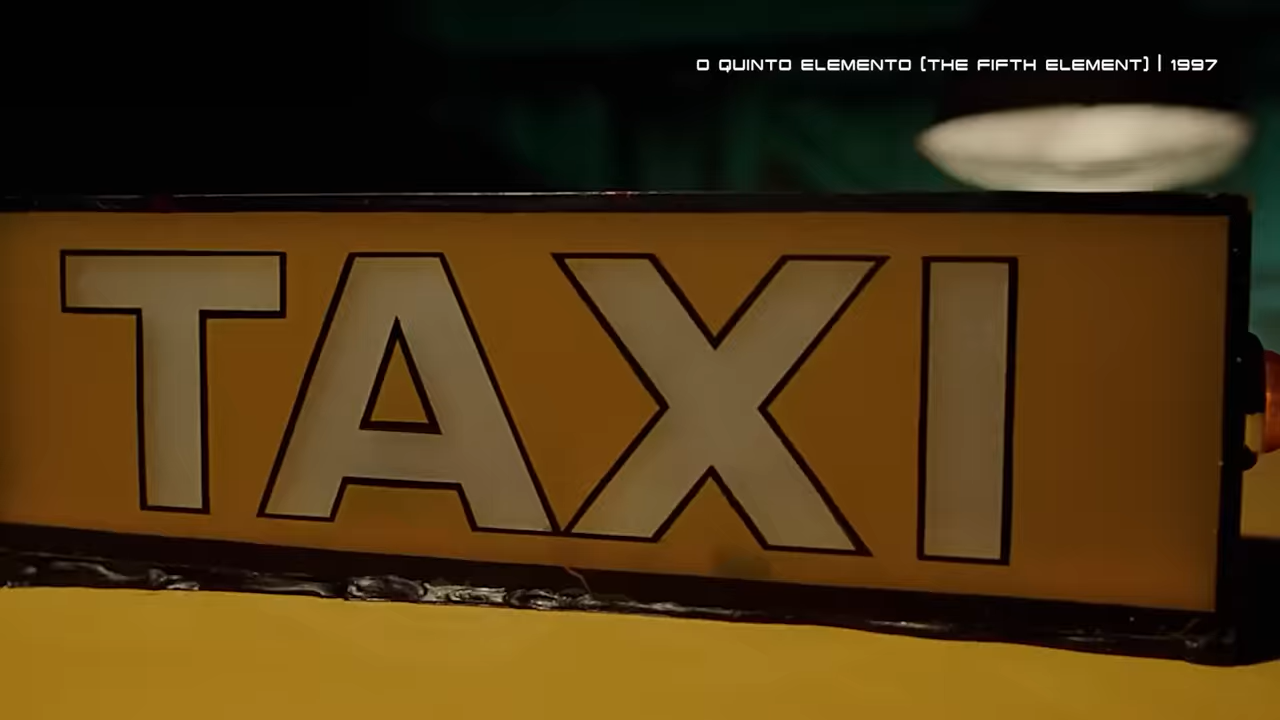 O QUINTO ELEMENTO (THE FIFTH ELEMENT) | 1997
TAXI